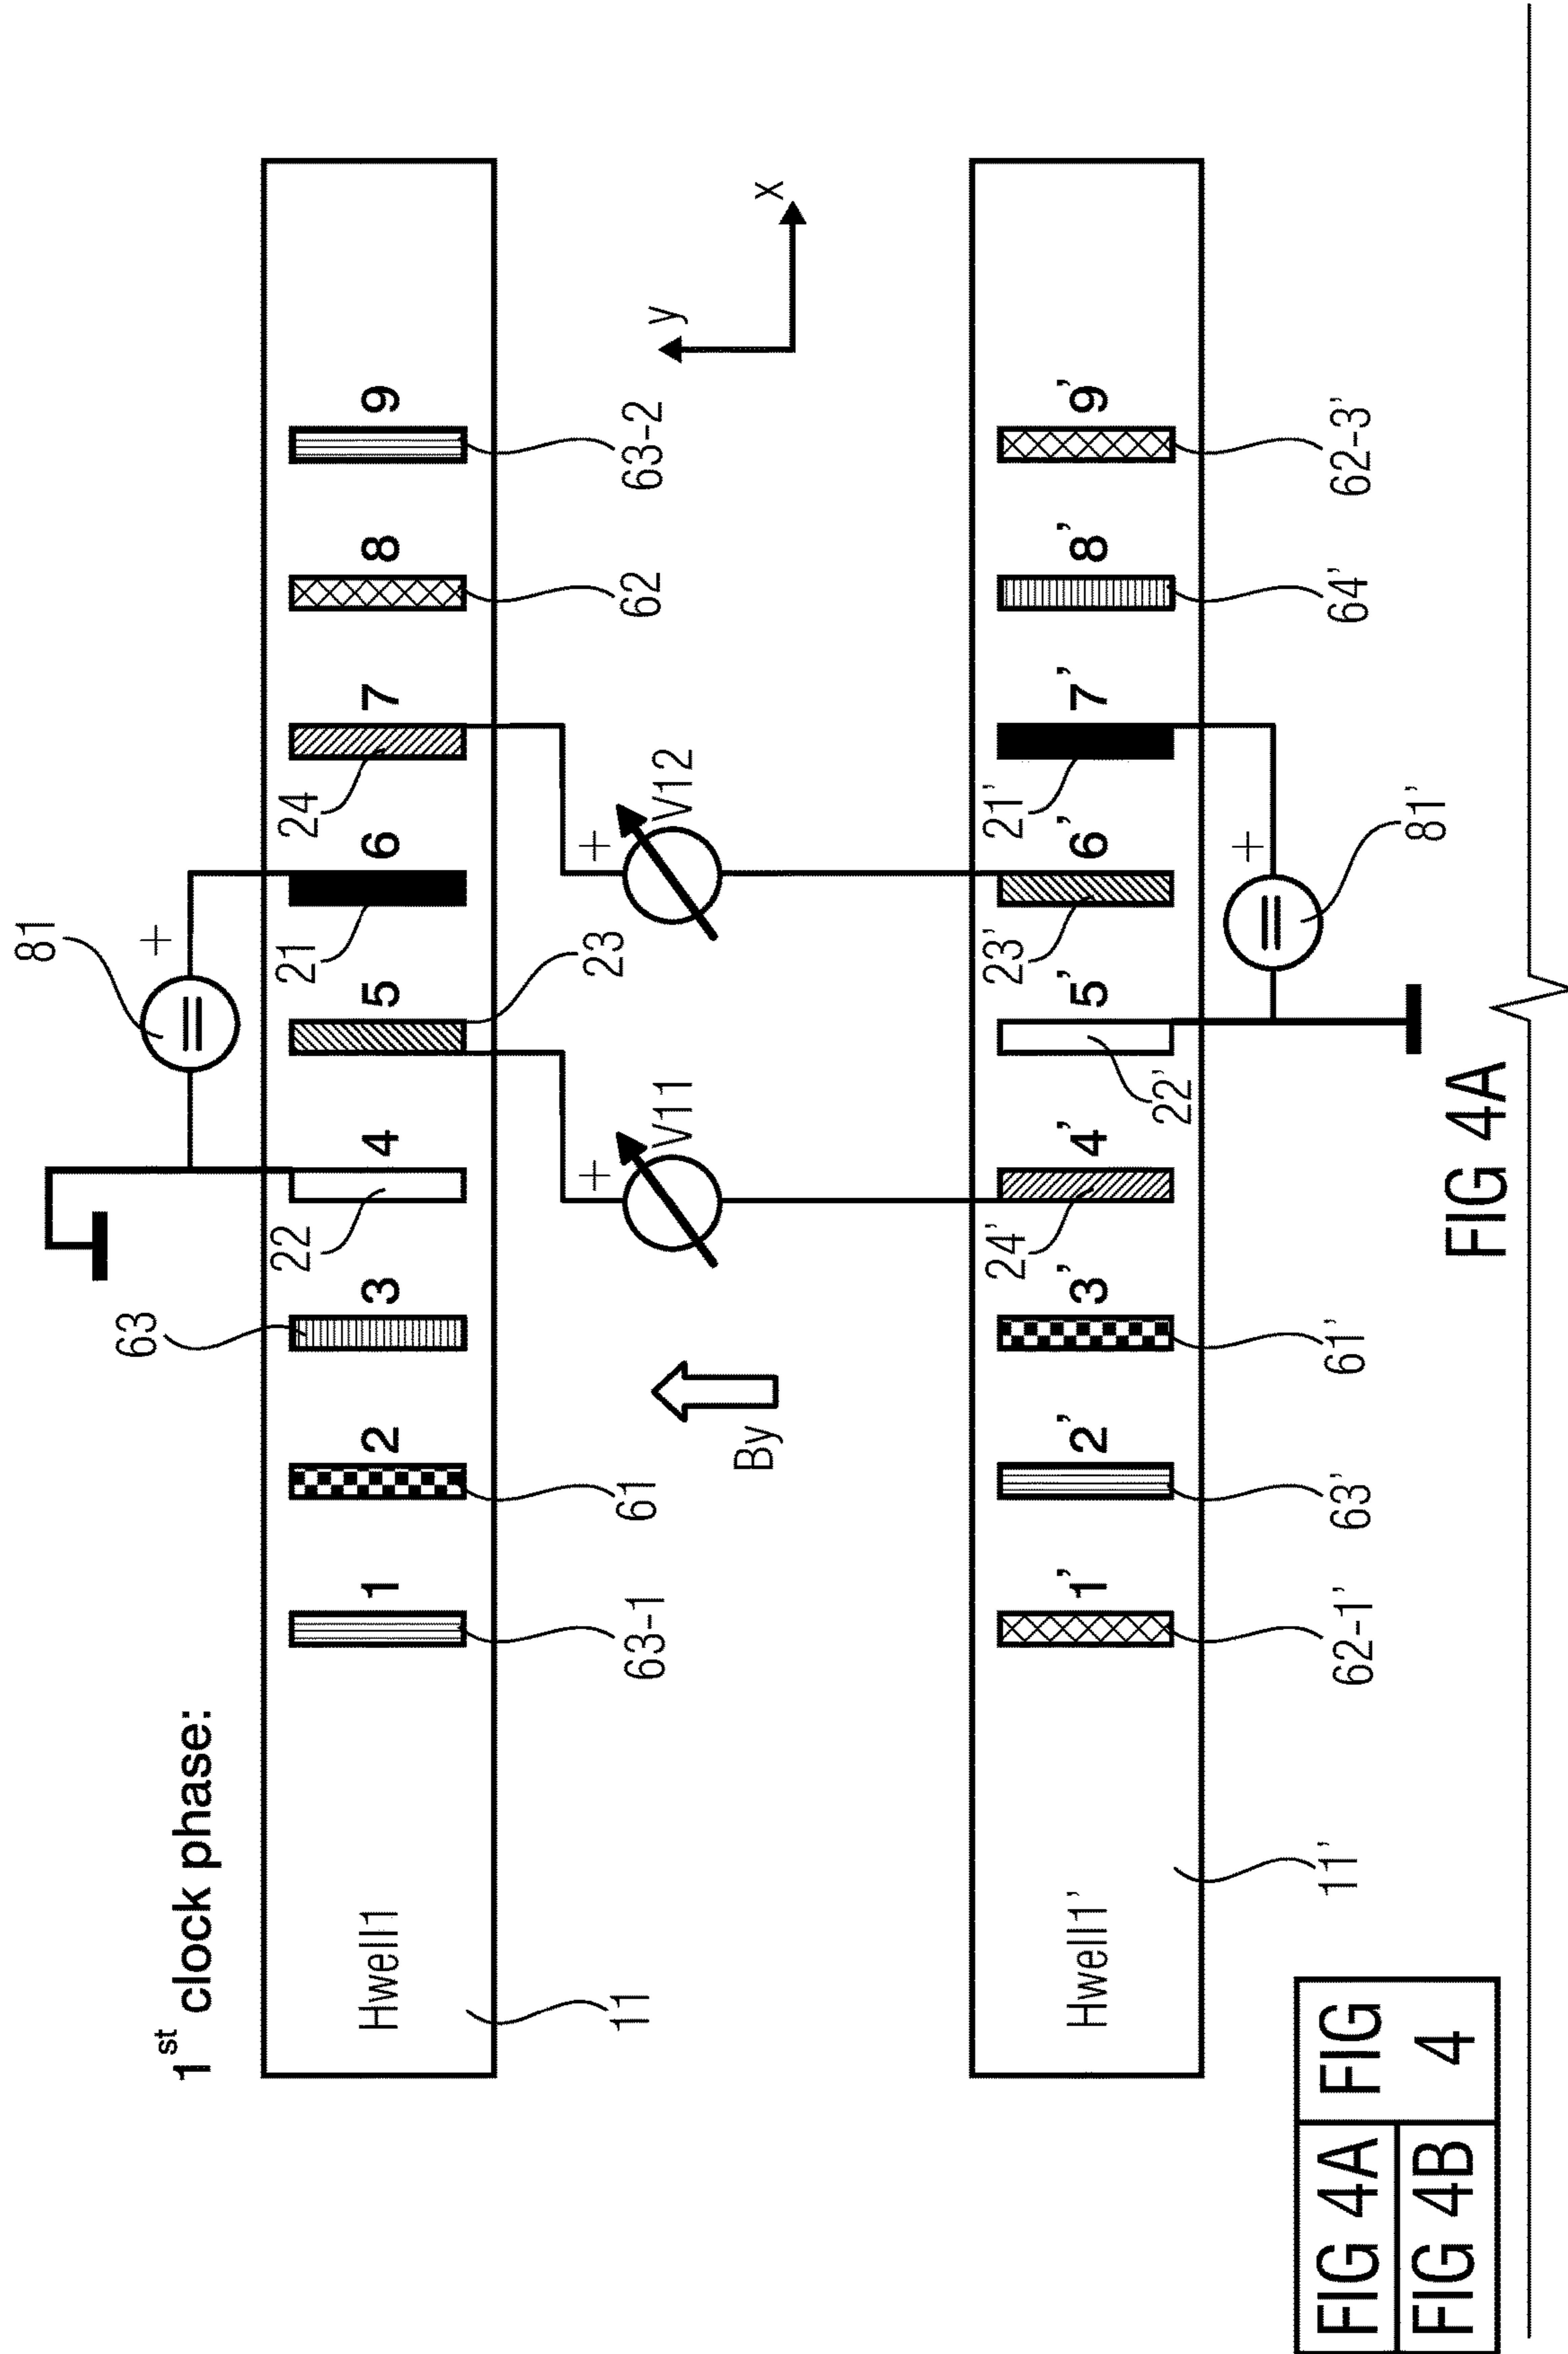 1st clock phase:
81
+
63
22
21
24
Hwell1
1 2 3 4 5 6 7 8 9
11
63-1
61
23
62
63-2
By
+
V11
+
V12
y
x
24'
23'
21'
Hwell1'
1' 2' 3' 4' 5' 6' 7' 8' 9'
22'
11'
62-1'
63'
61'
+
81'
64'
62-3'
FIG 4A
FIG 4B
FIG 4
FIG 4A